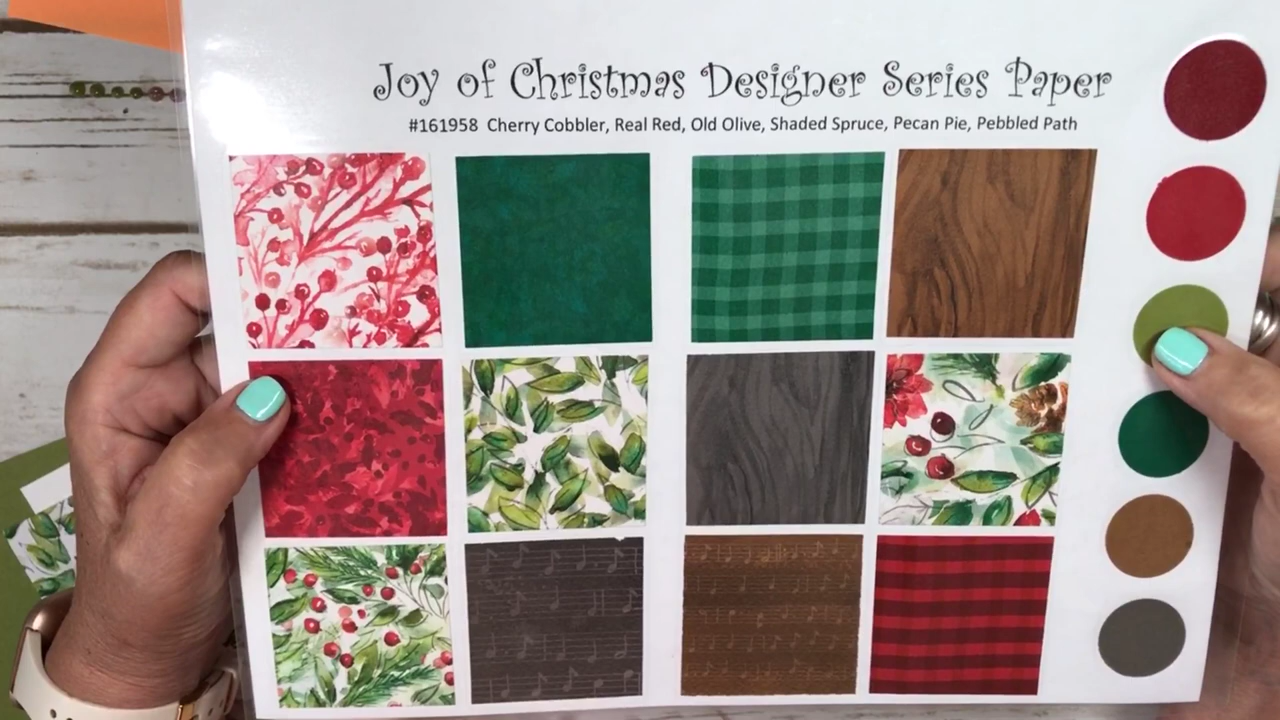 Joy of Christmas Designer Series Paper
#161958 Cherry Cobbler, Real Red, Old Olive, Shaded Spruce, Pecan Pie, Pebbled Path